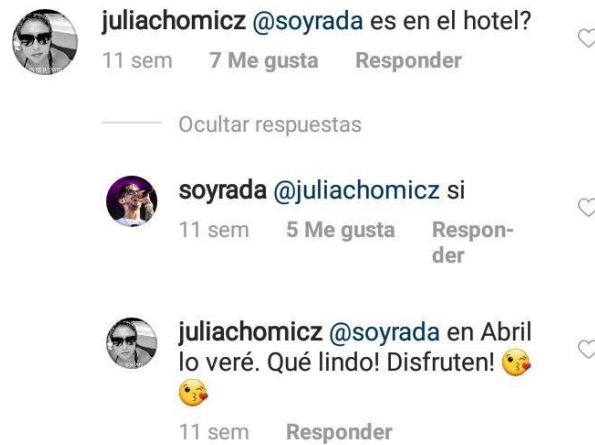 juliachomicz @soyrada es en el hotel?
11 sem 7 Me gusta Responder
Ocultar respuestas
soyrada @juliachomicz si
11 sem 5 Me gusta Respon-
der
juliachomicz @soyrada en Abril
lo veré. Qué lindo! Disfruten! 😘
😘
11 sem Responder